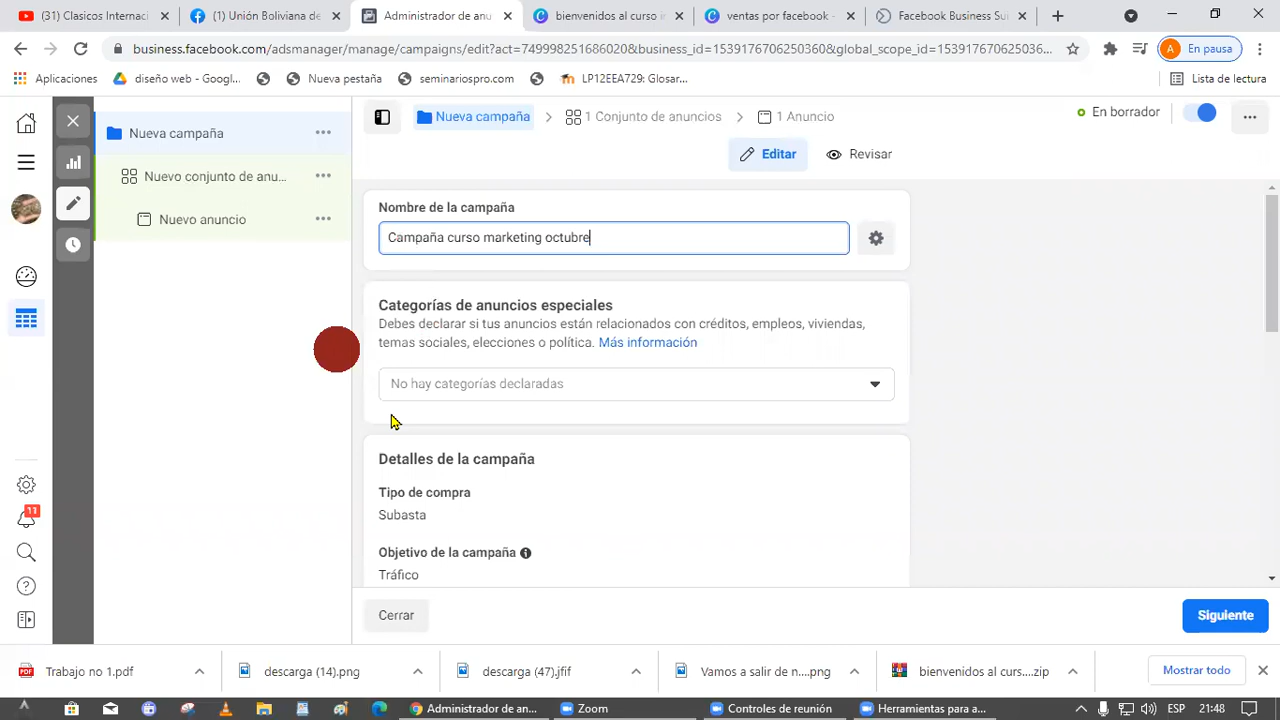 (31) Clasicos Internaci
(1) Unión Boliviana de
Administrador de anu
bienvenidos al curso i
ventas por facebook -
Facebook Business Sui
business.facebook.com/adsmanager/manage/campaigns/edit?act=749998251686020&business_id=1539176706250360&global_scope_id=153917670625036...
A En pausa
Aplicaciones
diseño web - Googl...
Nueva pestaña
seminariospro.com
LP12EEA729: Glosar...
Lista de lectura
Nueva campaña
Nuevo conjunto de anu...
Nuevo anuncio
Nueva campaña
1 Conjunto de anuncios
1 Anuncio
En borrador
Editar
Revisar
Nombre de la campaña
Campaña curso marketing octubre
Categorías de anuncios especiales
Debes declarar si tus anuncios están relacionados con créditos, empleos, viviendas,
temas sociales, elecciones o política. Más información
No hay categorías declaradas
Detalles de la campaña
Tipo de compra
Subasta
Objetivo de la campaña
Tráfico
11
Cerrar
Siguiente
Trabajo no 1.pdf
descarga (14).png
descarga (47).jfif
Vamos a salir de n....png
bienvenidos al curs....zip
Mostrar todo
Administrador de an...
Zoom
Controles de reunión
Herramientas para a...
ESP
21:48